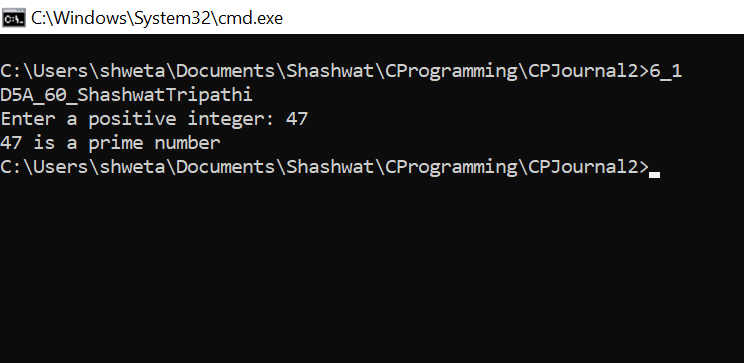 C:\Windows\System32\cmd.exe
C:\Users\shweta\Documents\Shashwat\CProgramming\CPJournal2>6_1
D5A_60_ShashwatTripathi
Enter a positive integer: 47
47 is a prime number
C:\Users\shweta\Documents\Shashwat\CProgramming\CPJournal2>